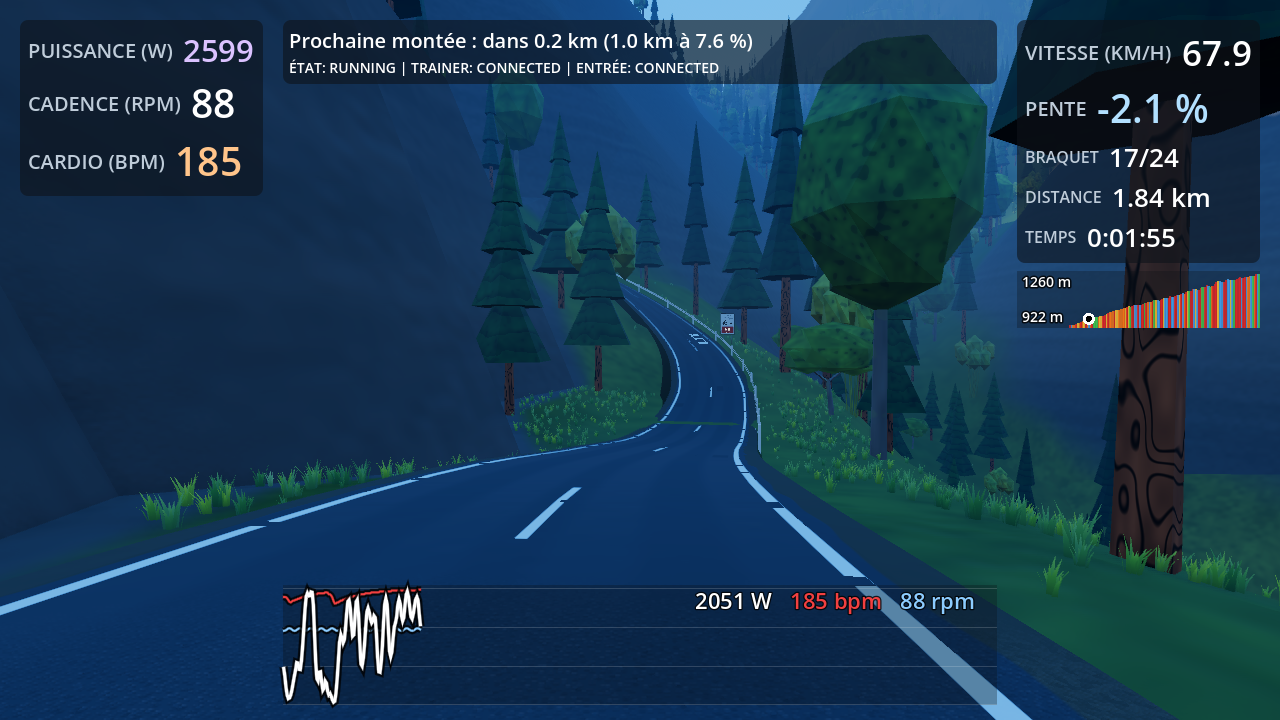 PUISSANCE (W) 2599
CADENCE (RPM) 88
CARDIO (BPM) 185
Prochaine montée : dans 0.2 km (1.0 km à 7.6 %)
ÉTAT: RUNNING | TRAINER: CONNECTED | ENTRÉE: CONNECTED
VITESSE (KM/H) 67.9
PENTE -2.1 %
BRAQUET 17/24
DISTANCE 1.84 km
TEMPS 0:01:55
1260 m
922 m
2051 W 185 bpm 88 rpm